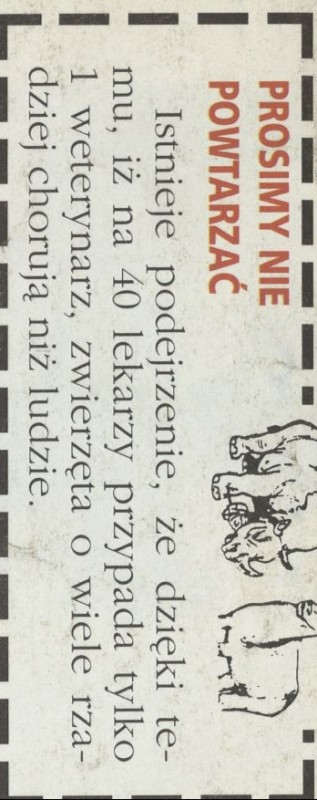 PROSIMY NIE
POWTARZAĆ
Istnieje podejrzenie, że dzięki te-
mu, iż na 40 lekarzy przypada tylko
1 weterynarz, zwierzęta o wiele rza-
dziej chorują niż ludzie.